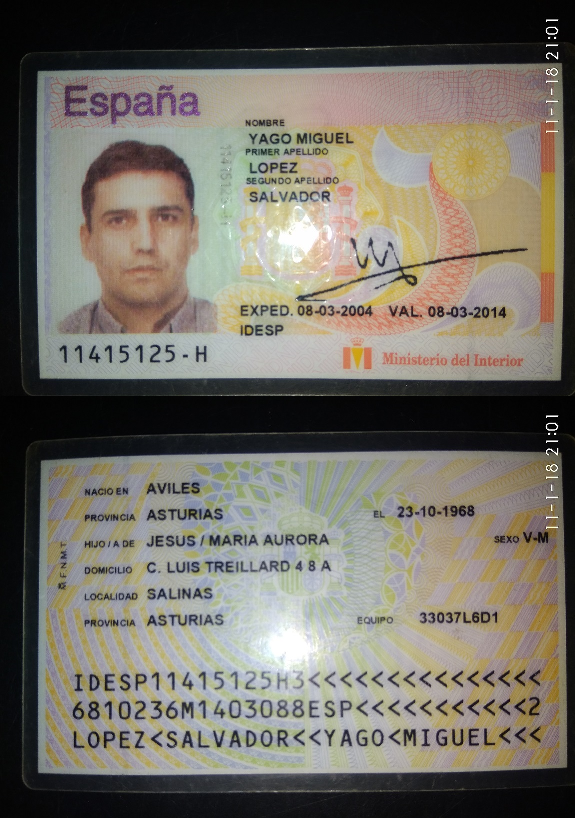 11-1-18 21:01
España
NOMBRE
YAGO MIGUEL
PRIMER APELLIDO
LOPEZ
SEGUNDO APELLIDO
SALVADOR
EXPED. 08-03-2004 VAL. 08-03-2014
IDESP
11415125-H
Ministerio del Interior
11-1-18 21:01
NACIO EN AVILES
PROVINCIA ASTURIAS EL 23-10-1968
HIJO / A DE JESUS / MARIA AURORA SEXO V-M
DOMICILIO C. LUIS TREILLARD 4 8 A
LOCALIDAD SALINAS
PROVINCIA ASTURIAS EQUIPO 33037L6D1
IDESP11415125H3<<<<<<<<<<<<<<<
6810236M1403088ESP<<<<<<<<<<<2
LOPEZ<SALVADOR<<YAGO<MIGUEL<<<